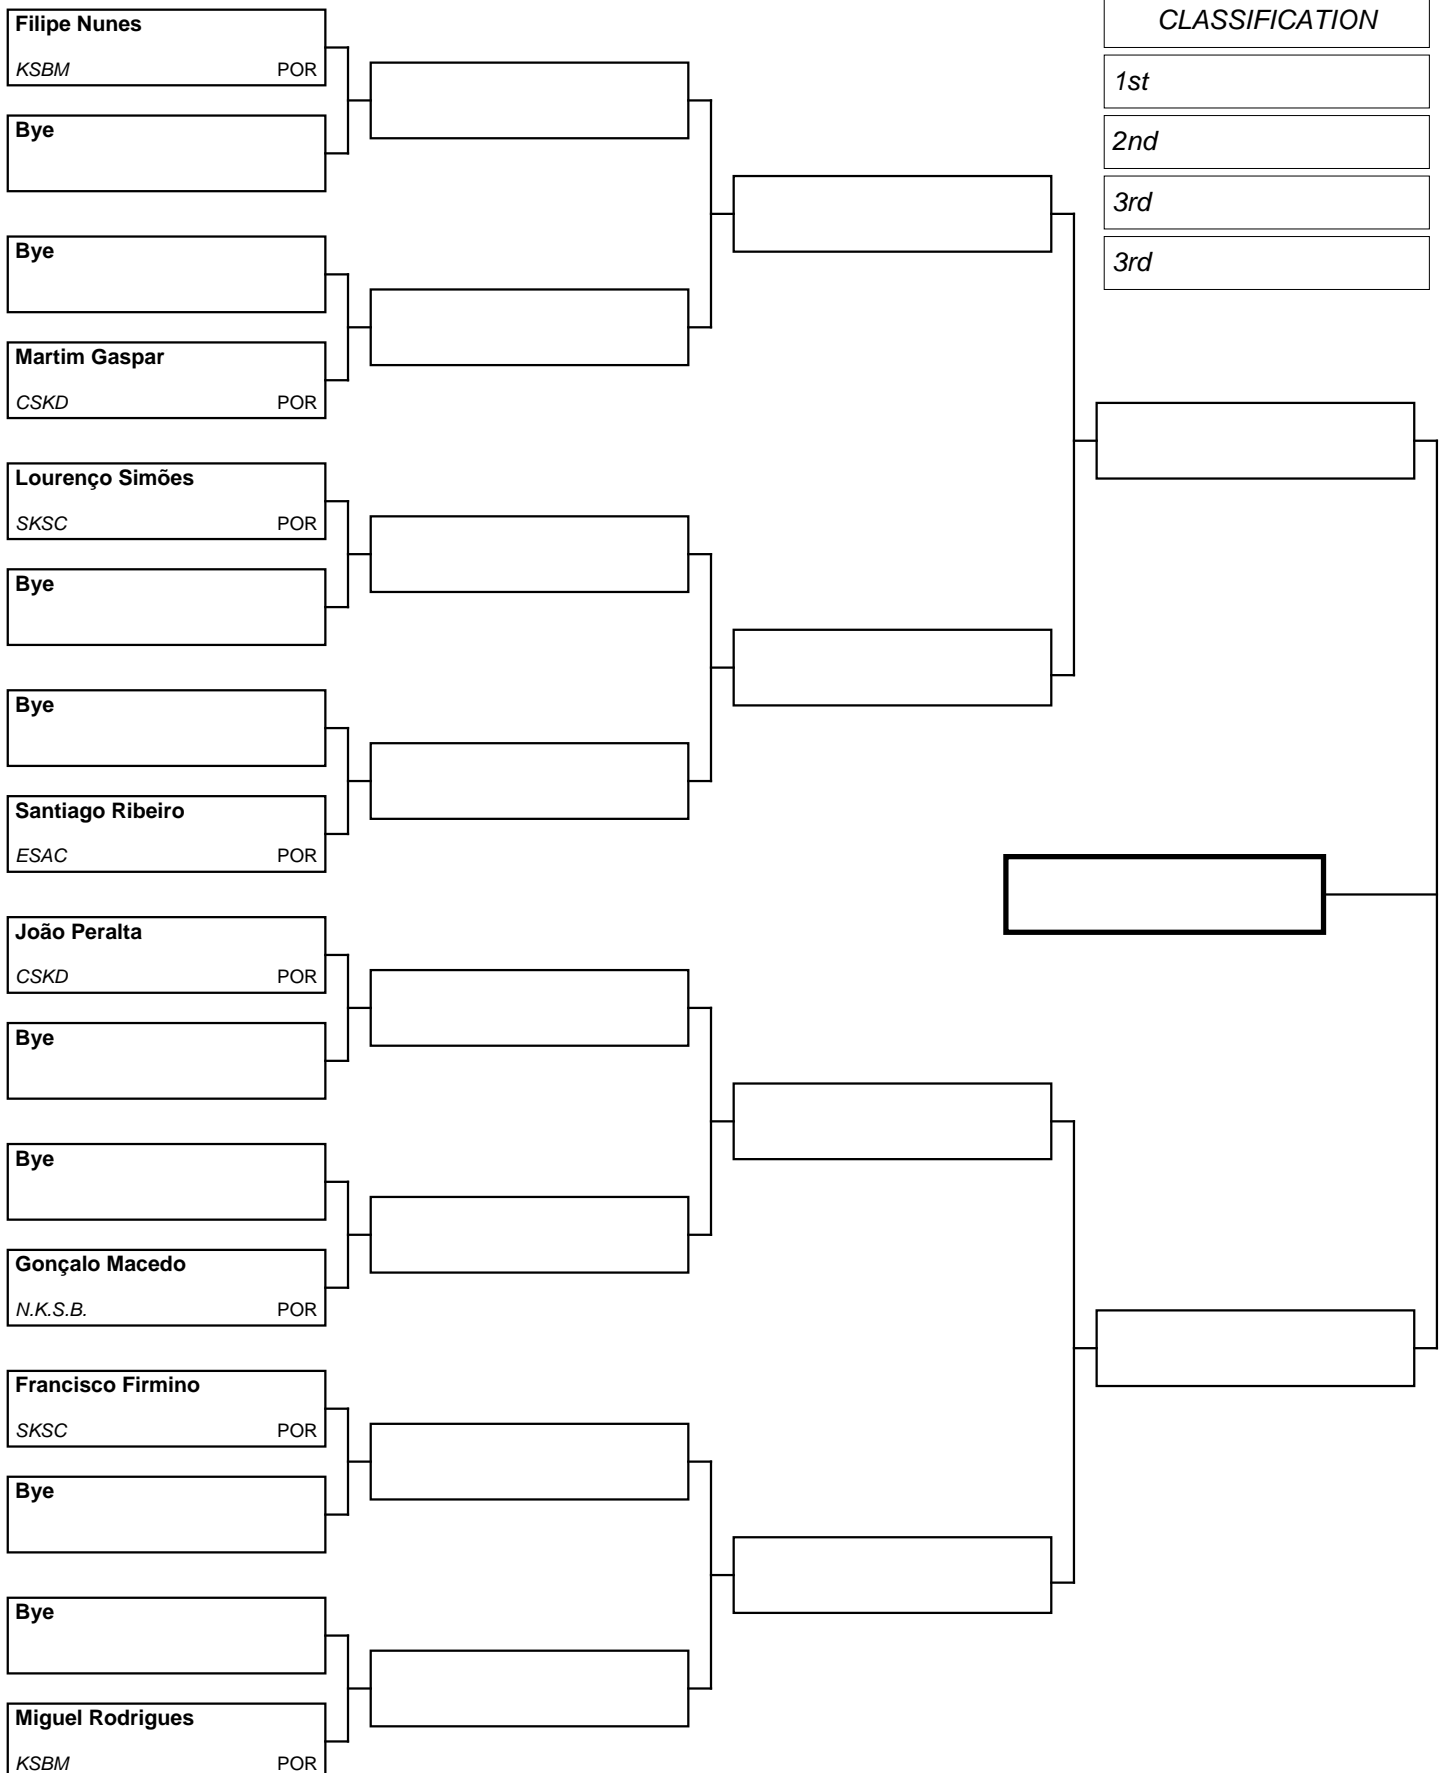 CLASSIFICATION
1st
2nd
3rd
3rd
Filipe Nunes
KSBM POR
Bye
Bye
Martim Gaspar
CSKD POR
Lourenço Simões
SKSC POR
Bye
Bye
Santiago Ribeiro
ESAC POR
João Peralta
CSKD POR
Bye
Bye
Gonçalo Macedo
N.K.S.B. POR
Francisco Firmino
SKSC POR
Bye
Bye
Miguel Rodrigues
KSBM POR